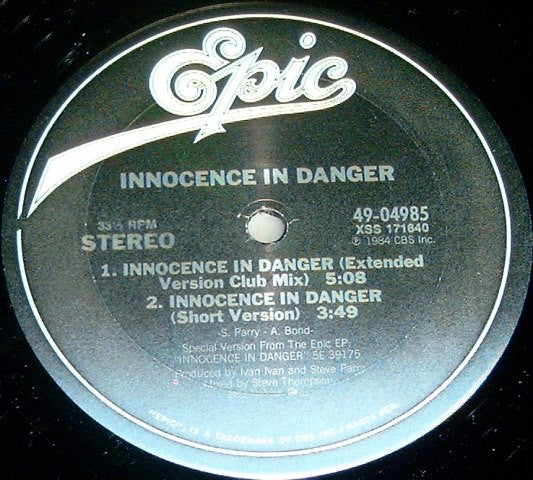 Epic
INNOCENCE IN DANGER
33⅓ RPM
STEREO
49-04985
XSS 171640
℗ 1984 CBS Inc.
1. INNOCENCE IN DANGER (Extended
Version Club Mix) 5:08
2. INNOCENCE IN DANGER
(Short Version) 3:49
-S. Parry - A. Bond-
Special Version From The Epic EP:
"INNOCENCE IN DANGER" 5E 39175
Produced by Ivan Ivan and Steve Parry
Mixed by Steve Thompson
"EPIC" IS A TRADEMARK OF CBS INC./MARCA REG.